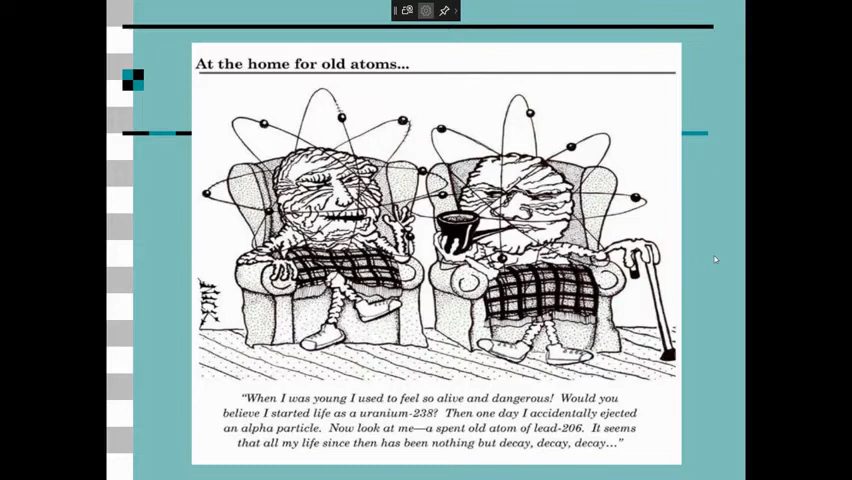 At the home for old atoms...
“When I was young I used to feel so alive and dangerous! Would you
believe I started life as a uranium-238? Then one day I accidentally ejected
an alpha particle. Now look at me—a spent old atom of lead-206. It seems
that all my life since then has been nothing but decay, decay, decay...”